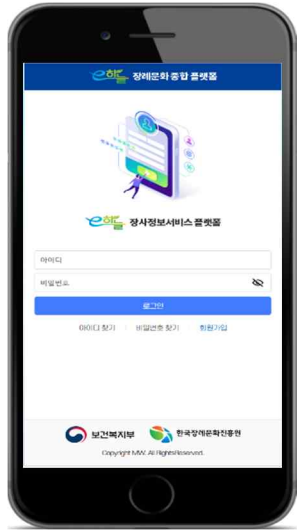 e하늘 장례문화 종합 플랫폼
e하늘 장사정보서비스 플랫폼
아이디
비밀번호
로그인
아이디 찾기 비밀번호 찾기 회원가입
보건복지부 한국장례문화진흥원
Copyright MW. All Rights Reserved.